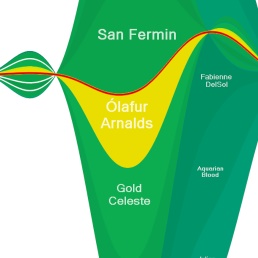 San Fermin
Fabienne
DelSol
Ólafur
Arnalds
Aquarian
Blood
Gold
Celeste